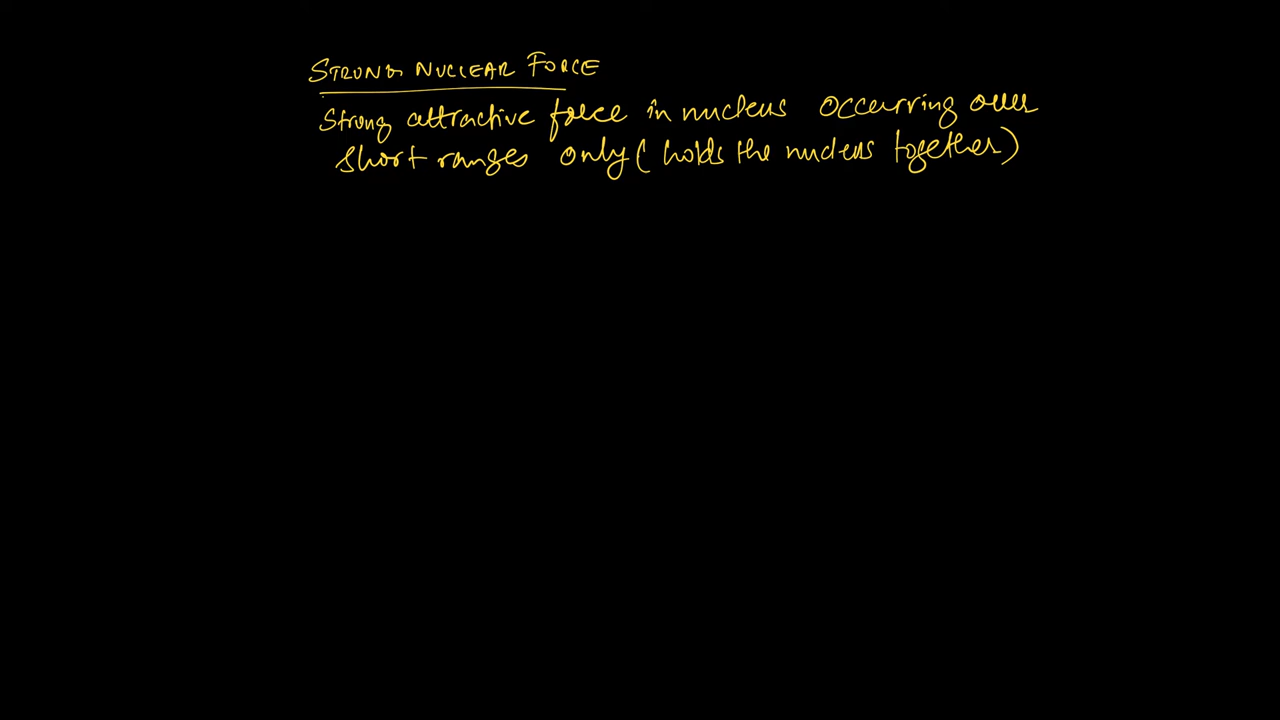 STRONG NUCLEAR FORCE
Strong attractive force in nucleus occurring over
short ranges only (holds the nucleus together)